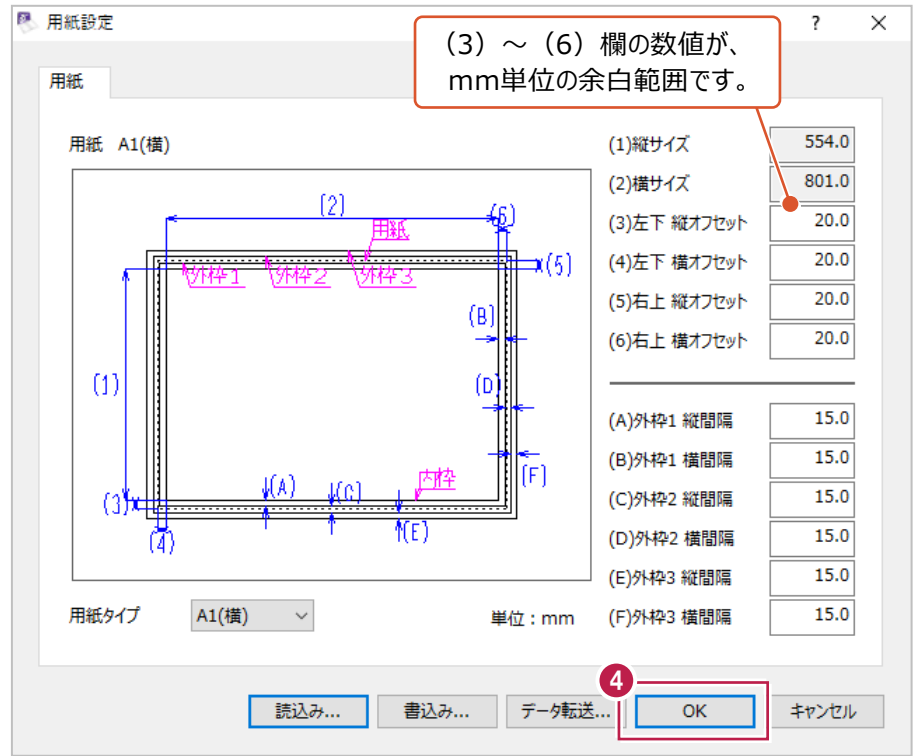 用紙設定
?
×
(3)～(6)欄の数値が、
mm単位の余白範囲です。
用紙
用紙 A1(横)
(2)
(6)
用紙
外枠1
外枠2
外枠3
(5)
(B)
(1)
(D)
(F)
(A)
(C)
内枠
(3)
(4)
(E)
(1)縦サイズ 554.0
(2)横サイズ 801.0
(3)左下 縦オフセット 20.0
(4)左下 横オフセット 20.0
(5)右上 縦オフセット 20.0
(6)右上 横オフセット 20.0
(A)外枠1 縦間隔 15.0
(B)外枠1 横間隔 15.0
(C)外枠2 縦間隔 15.0
(D)外枠2 横間隔 15.0
(E)外枠3 縦間隔 15.0
(F)外枠3 横間隔 15.0
用紙タイプ A1(横)
単位：mm
4
読込み... 書込み... データ転送... OK キャンセル